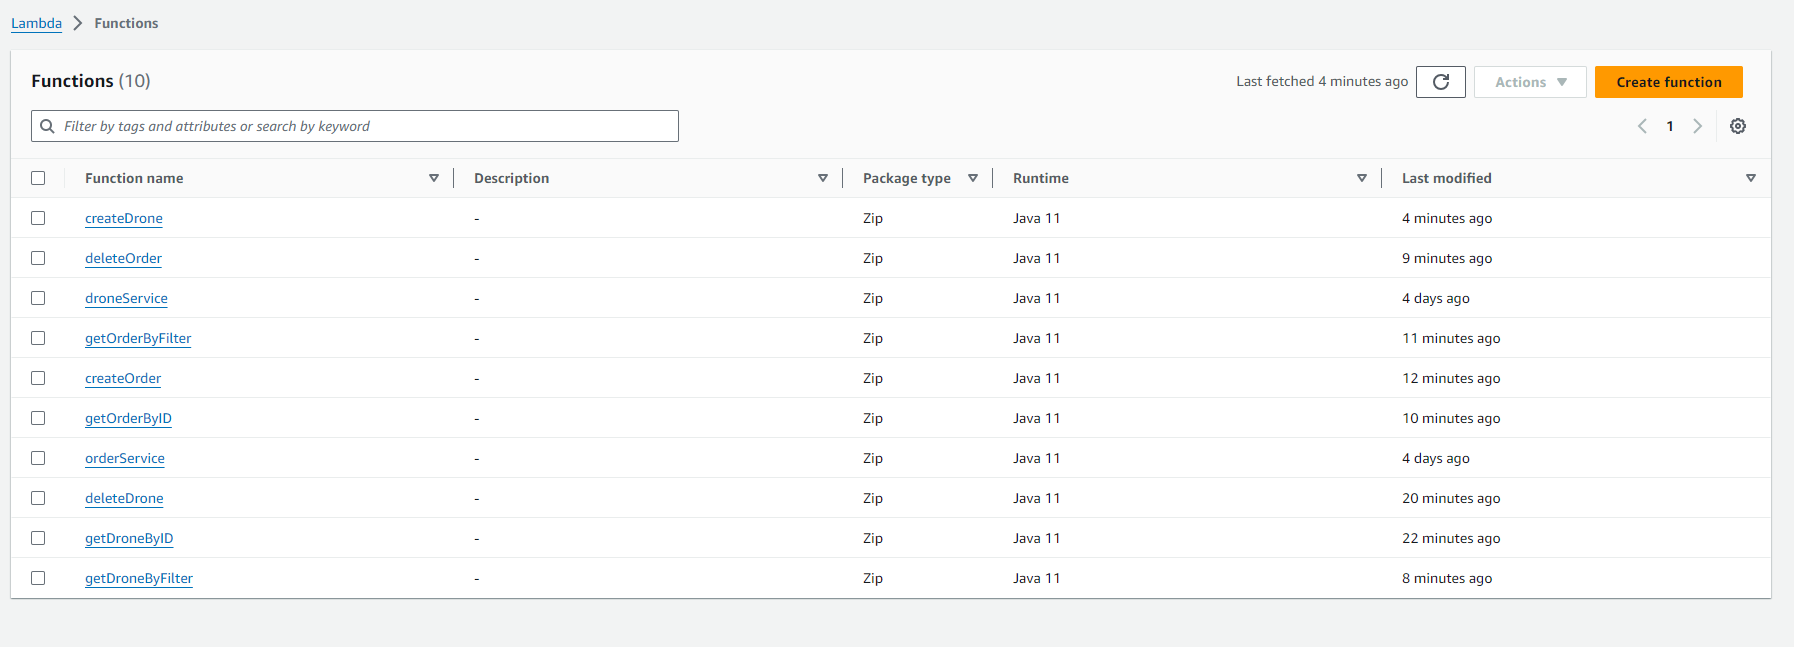 Lambda > Functions
Functions (10) Last fetched 4 minutes ago Actions Create function
Filter by tags and attributes or search by keyword 1
Function name Description Package type Runtime Last modified
createDrone - Zip Java 11 4 minutes ago
deleteOrder - Zip Java 11 9 minutes ago
droneService - Zip Java 11 4 days ago
getOrderByFilter - Zip Java 11 11 minutes ago
createOrder - Zip Java 11 12 minutes ago
getOrderByID - Zip Java 11 10 minutes ago
orderService - Zip Java 11 4 days ago
deleteDrone - Zip Java 11 20 minutes ago
getDroneByID - Zip Java 11 22 minutes ago
getDroneByFilter - Zip Java 11 8 minutes ago